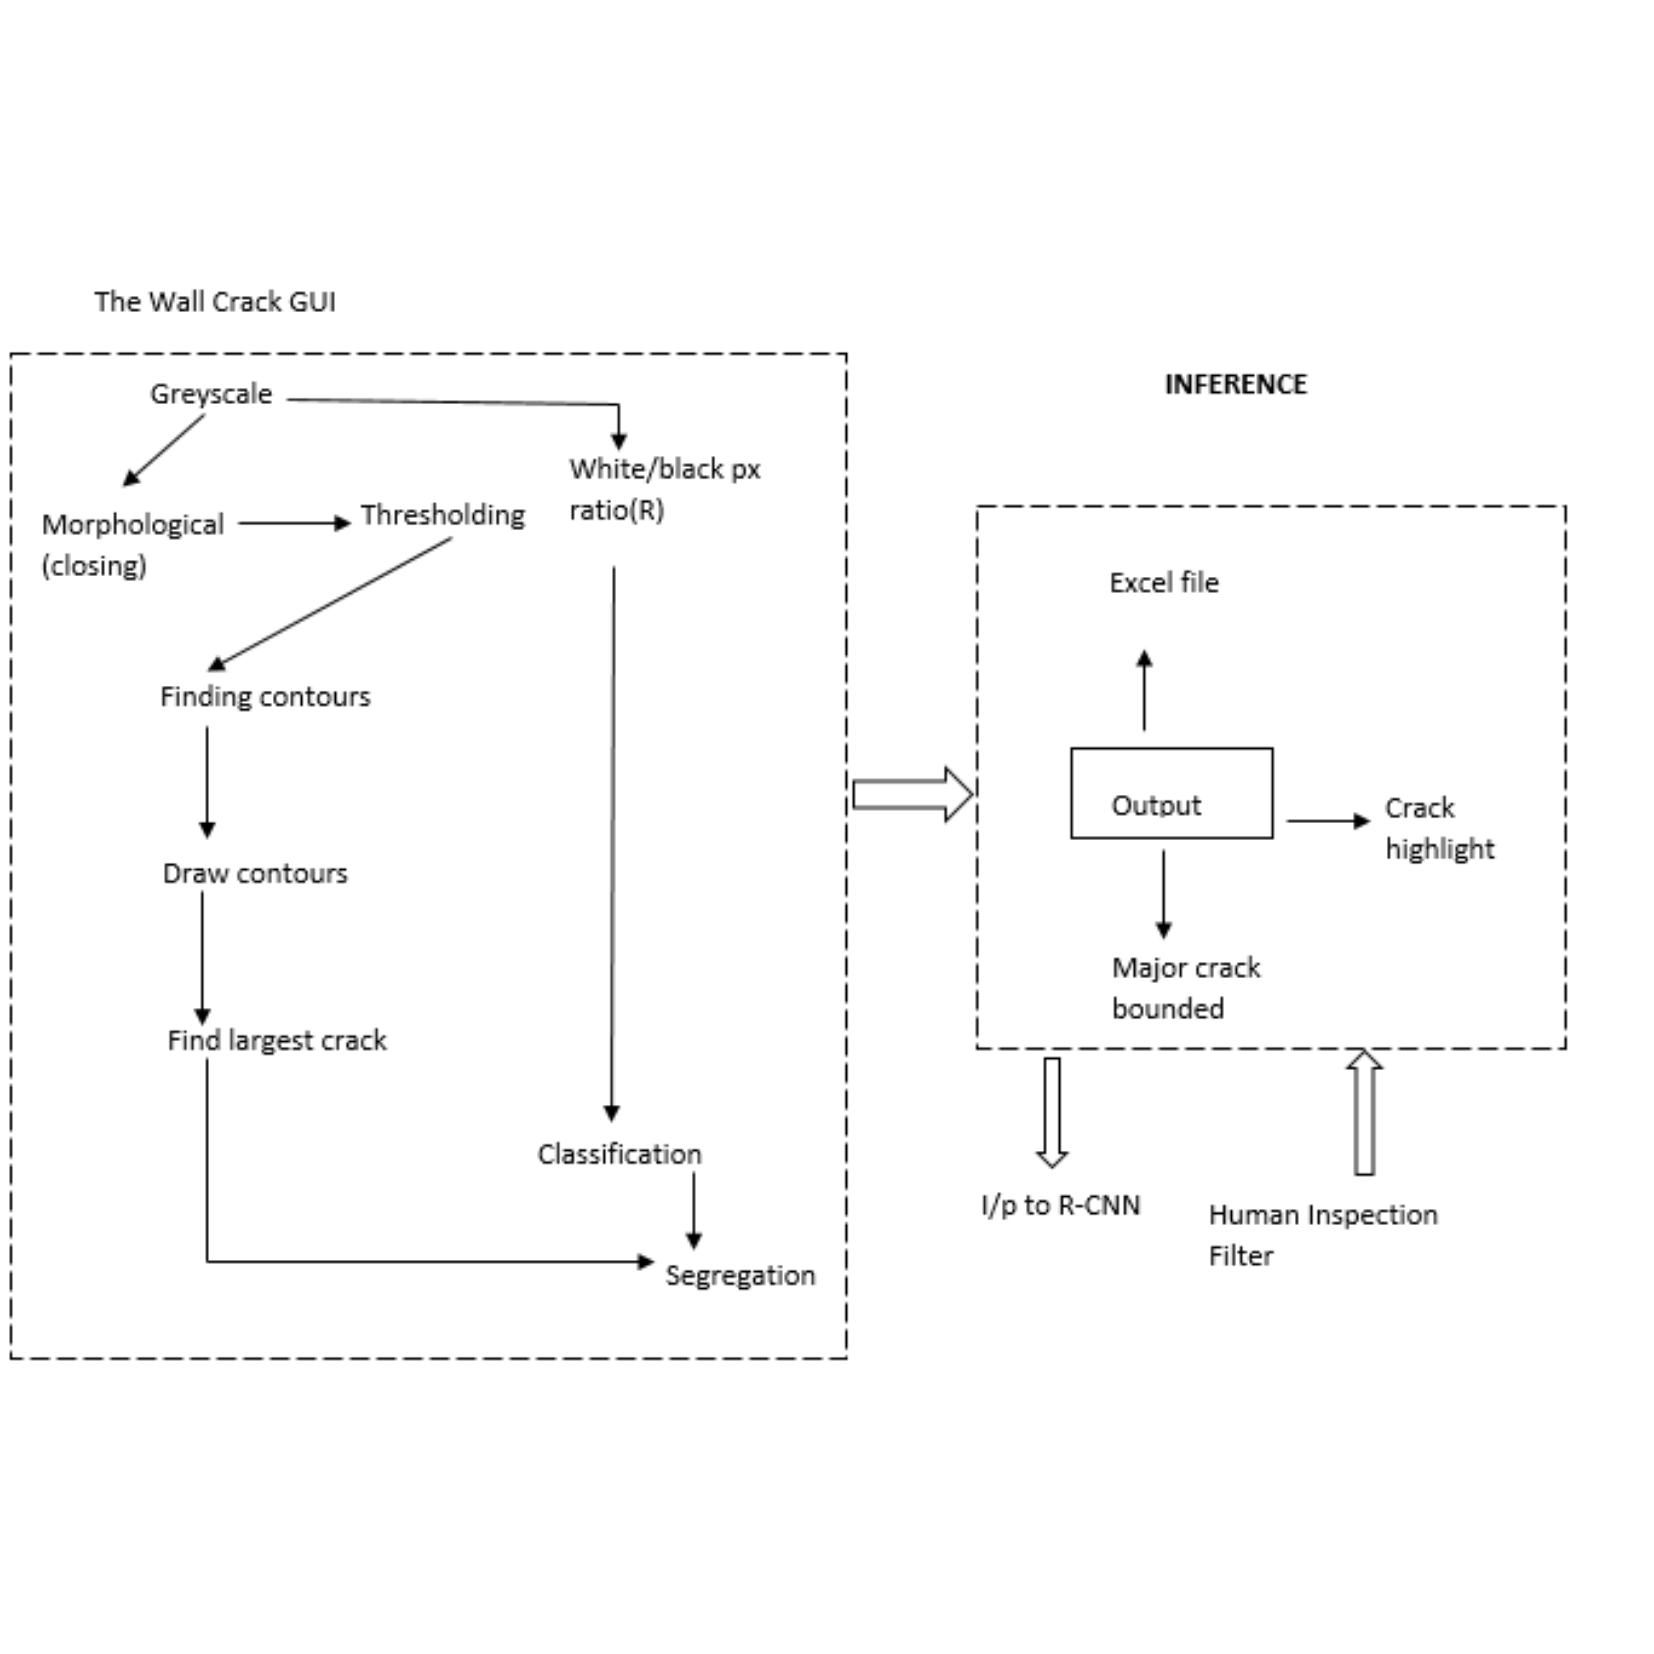 The Wall Crack GUI
Greyscale
White/black px
ratio(R)
Morphological
(closing)
Thresholding
Finding contours
Draw contours
Find largest crack
Classification
Segregation
INFERENCE
Excel file
Output
Crack
highlight
Major crack
bounded
I/p to R-CNN
Human Inspection
Filter